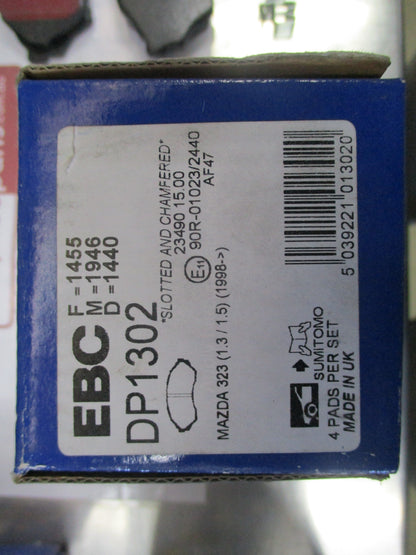 EBC
F =1455
M =1946
D =1440
DP1302
"SLOTTED AND CHAMFERED"
23490 15.00
E11 90R-01023/2440
AF47
MAZDA 323 (1.3 / 1.5) (1998->)
SUMITOMO
4 PADS PER SET
MADE IN UK
5 039221 013020